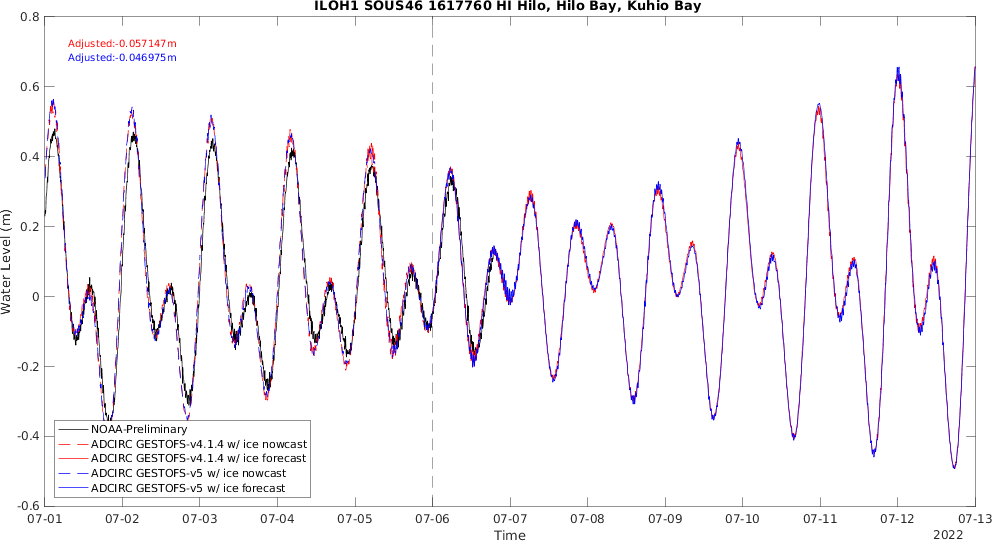 ILOH1 SOUS46 1617760 HI Hilo, Hilo Bay, Kuhio Bay
0.8
Adjusted:-0.057147m
Adjusted:-0.046975m
0.6
0.4
0.2
Water Level (m)
0
-0.2
-0.4
-0.6
NOAA-Preliminary
ADCIRC GESTOFS-v4.1.4 w/ ice nowcast
ADCIRC GESTOFS-v4.1.4 w/ ice forecast
ADCIRC GESTOFS-v5 w/ ice nowcast
ADCIRC GESTOFS-v5 w/ ice forecast
07-01 07-02 07-03 07-04 07-05 07-06 07-07 07-08 07-09 07-10 07-11 07-12 07-13
Time
2022